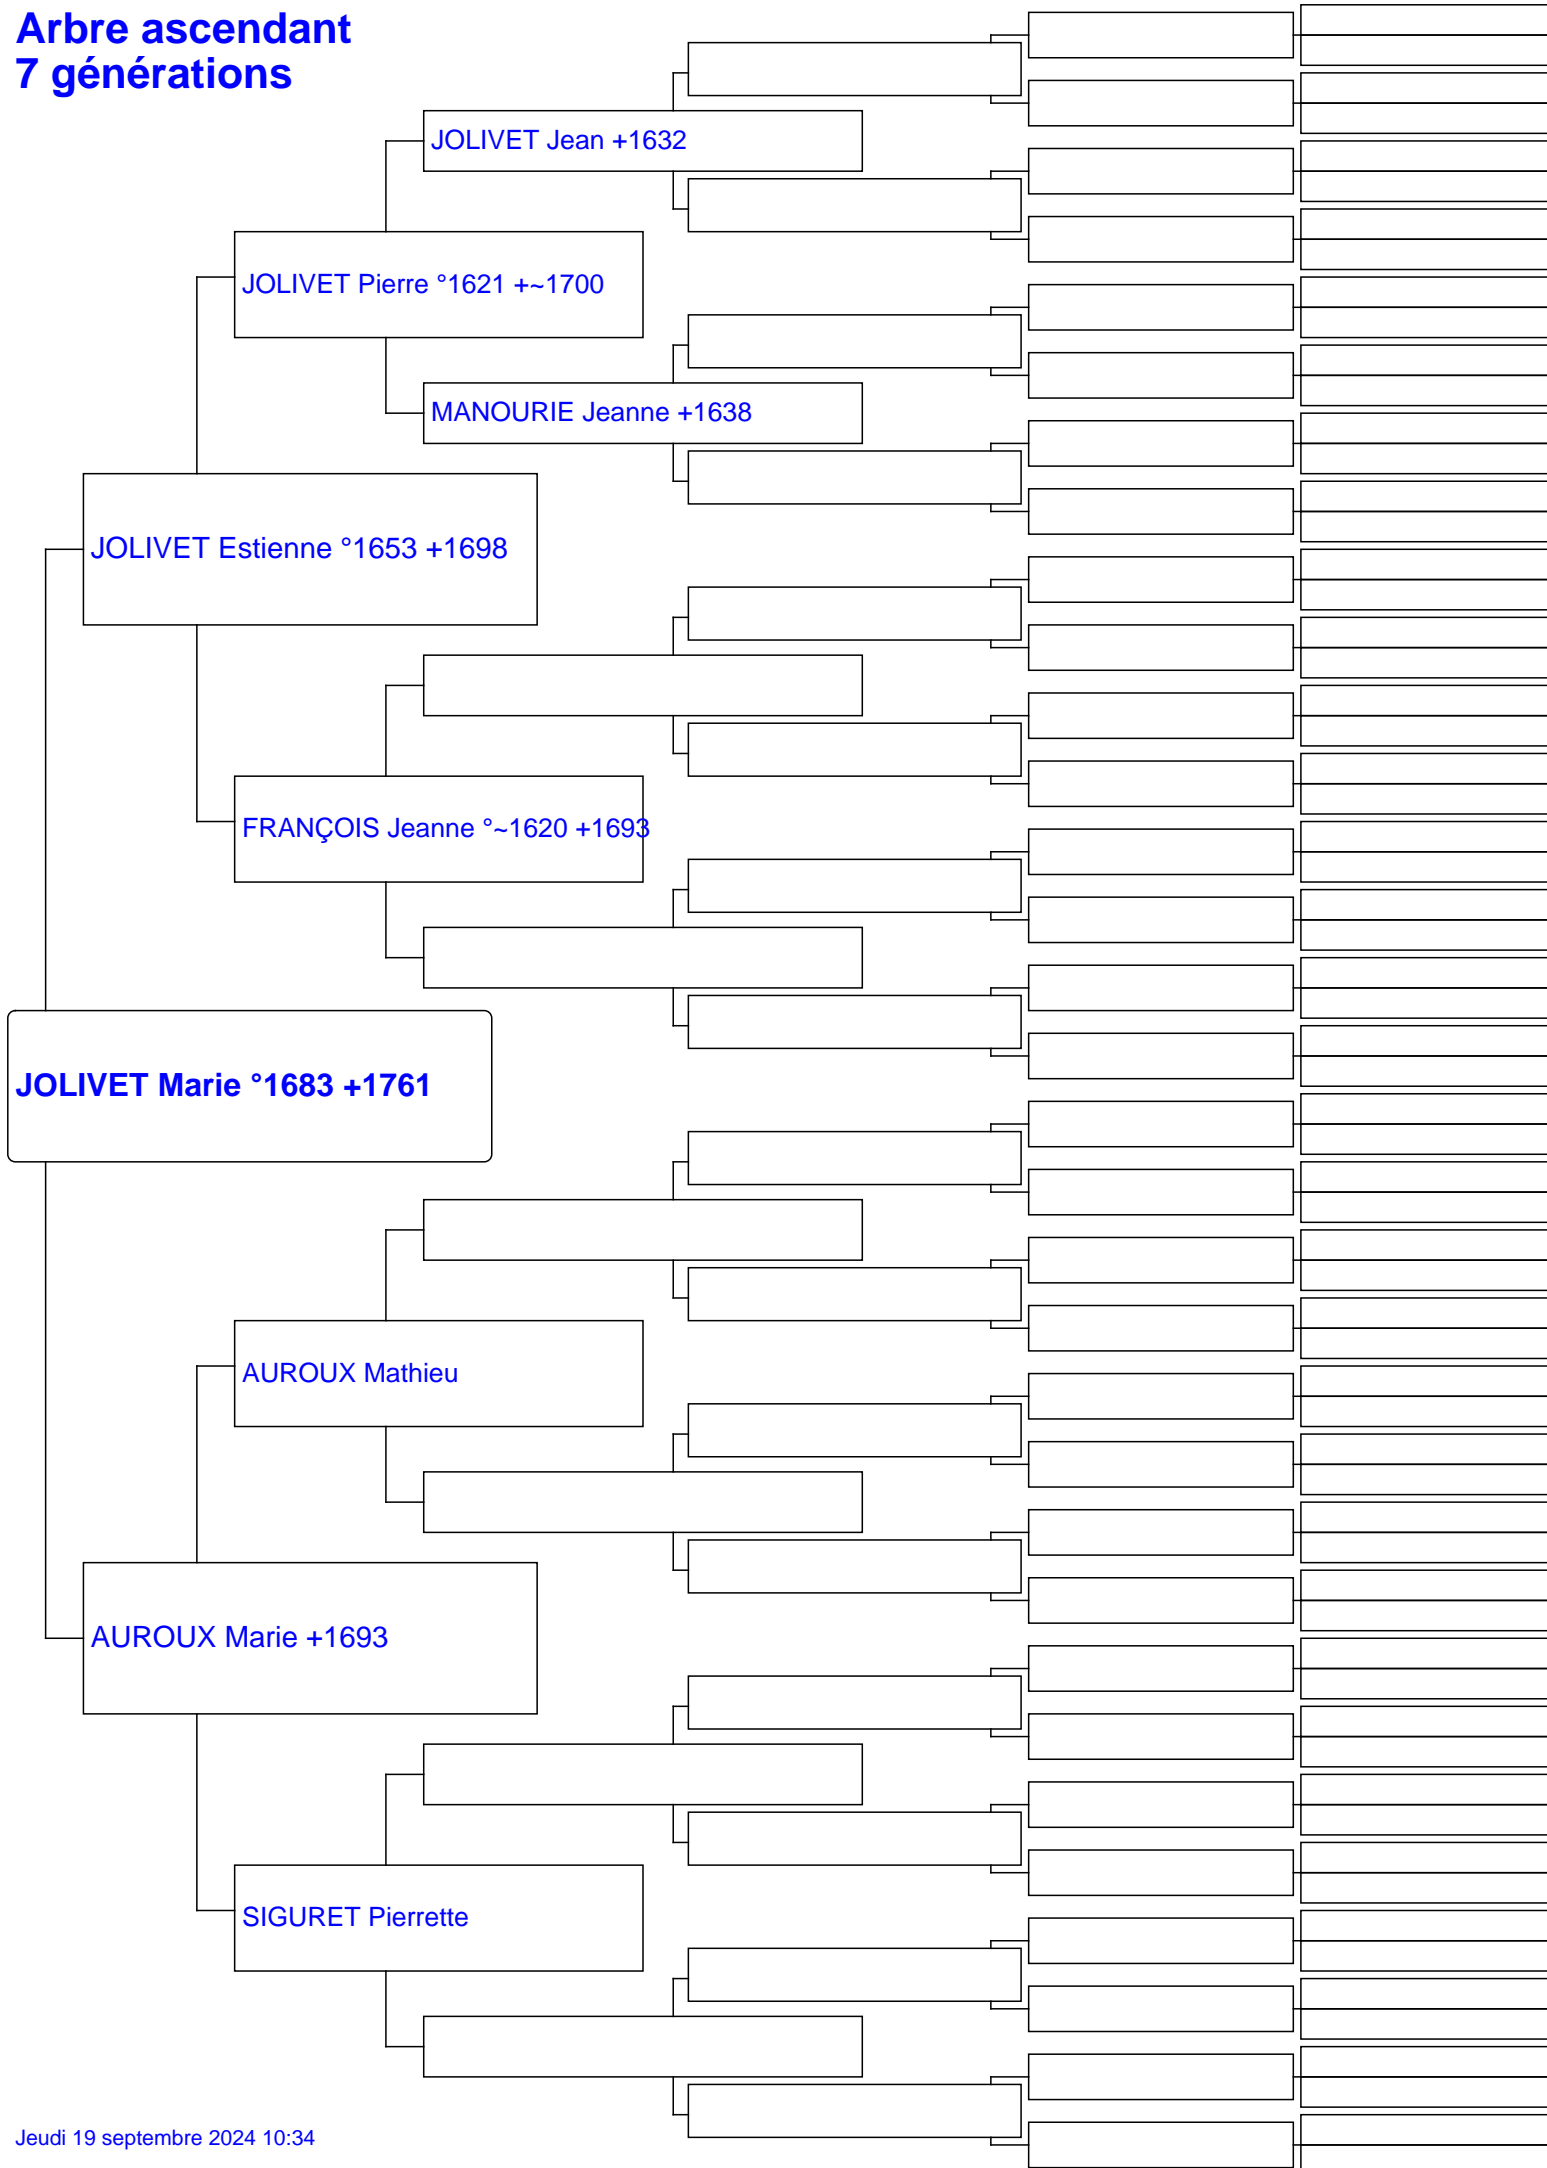 Arbre ascendant
7 générations
JOLIVET Jean +1632
JOLIVET Pierre °1621 +~1700
MANOURIE Jeanne +1638
JOLIVET Estienne °1653 +1698
FRANÇOIS Jeanne °~1620 +1693
JOLIVET Marie °1683 +1761
AUROUX Mathieu
AUROUX Marie +1693
SIGURET Pierrette
Jeudi 19 septembre 2024 10:34